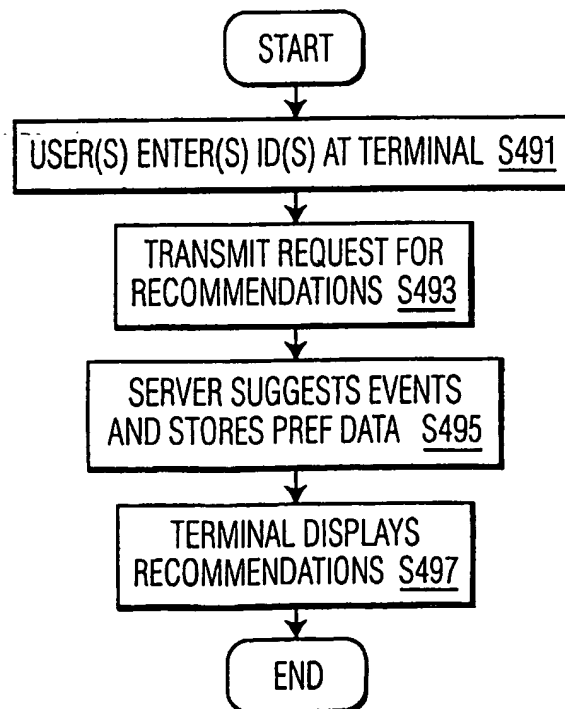 START
USER(S) ENTER(S) ID(S) AT TERMINAL S491
TRANSMIT REQUEST FOR
RECOMMENDATIONS S493
SERVER SUGGESTS EVENTS
AND STORES PREF DATA S495
TERMINAL DISPLAYS
RECOMMENDATIONS S497
END